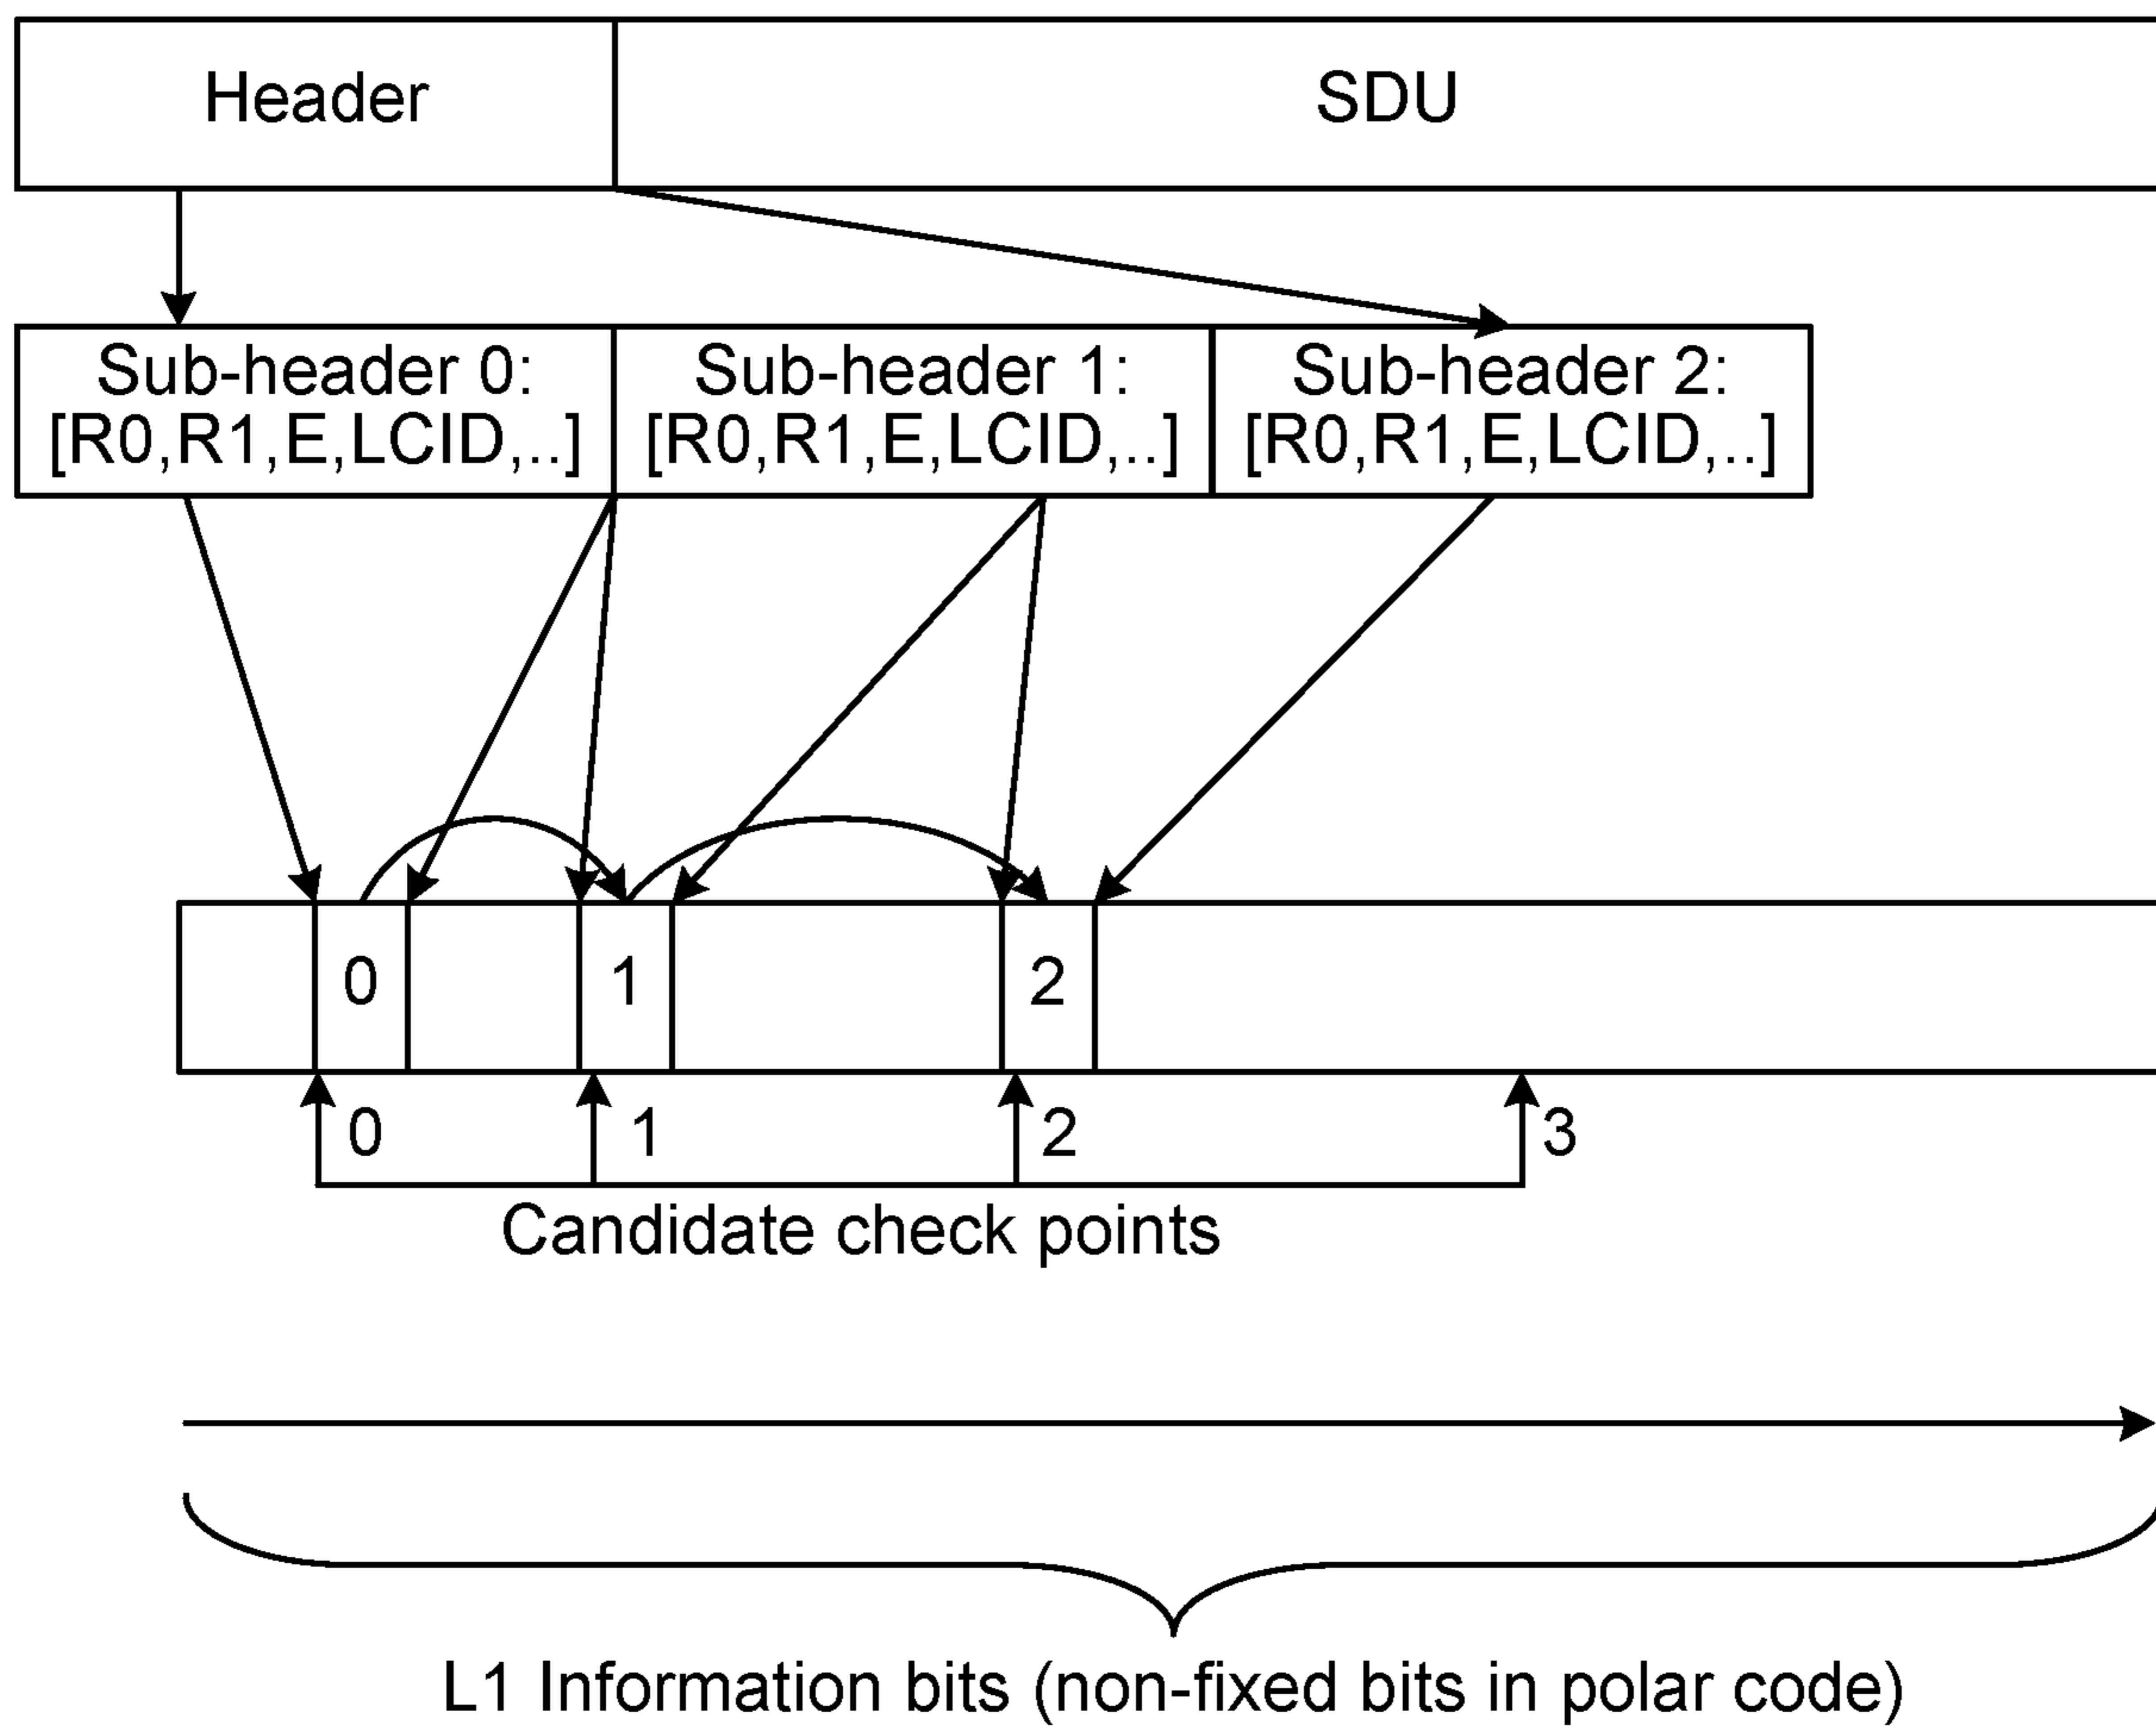 Header
SDU
Sub-header 0:
[R0,R1,E,LCID,..]
Sub-header 1:
[R0,R1,E,LCID,..]
Sub-header 2:
[R0,R1,E,LCID,..]
0
1
2
0
1
2
3
Candidate check points
L1 Information bits (non-fixed bits in polar code)